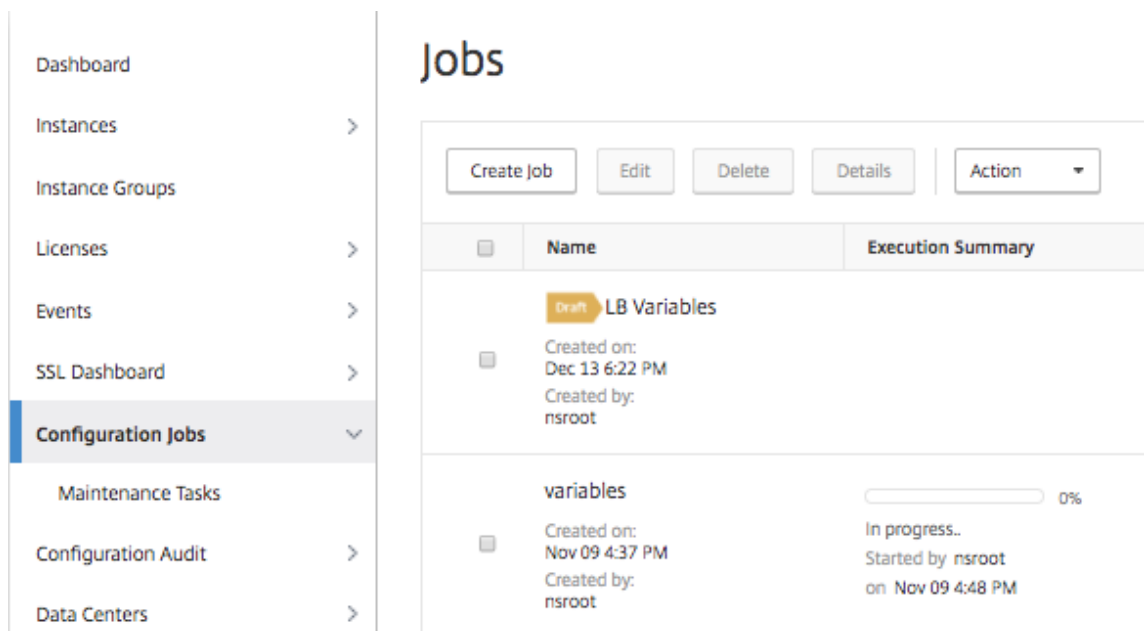 Dashboard
Instances
Instance Groups
Licenses
Events
SSL Dashboard
Configuration Jobs
Maintenance Tasks
Configuration Audit
Data Centers
Jobs
Create Job Edit Delete Details Action
Name Execution Summary
Draft LB Variables
Created on:
Dec 13 6:22 PM
Created by:
nsroot
variables
Created on:
Nov 09 4:37 PM
Created by:
nsroot
0%
In progress..
Started by nsroot
on Nov 09 4:48 PM